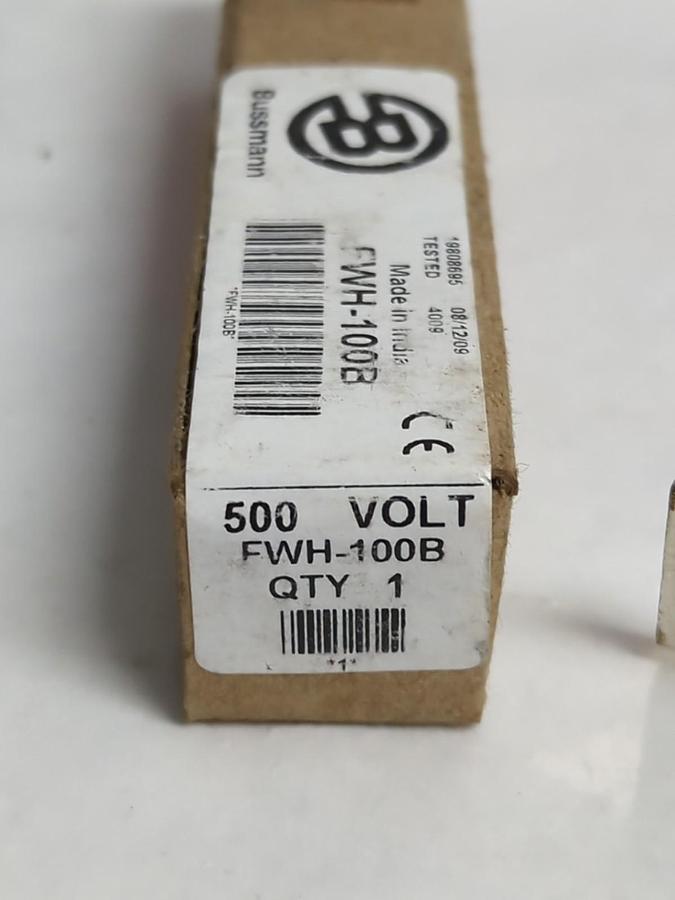 Bussmann
19808695 08/12/09
TESTED 4009
Made in India
FWH-100B
*FWH-100B*
CE
500 VOLT
FWH-100B
QTY 1
*1*